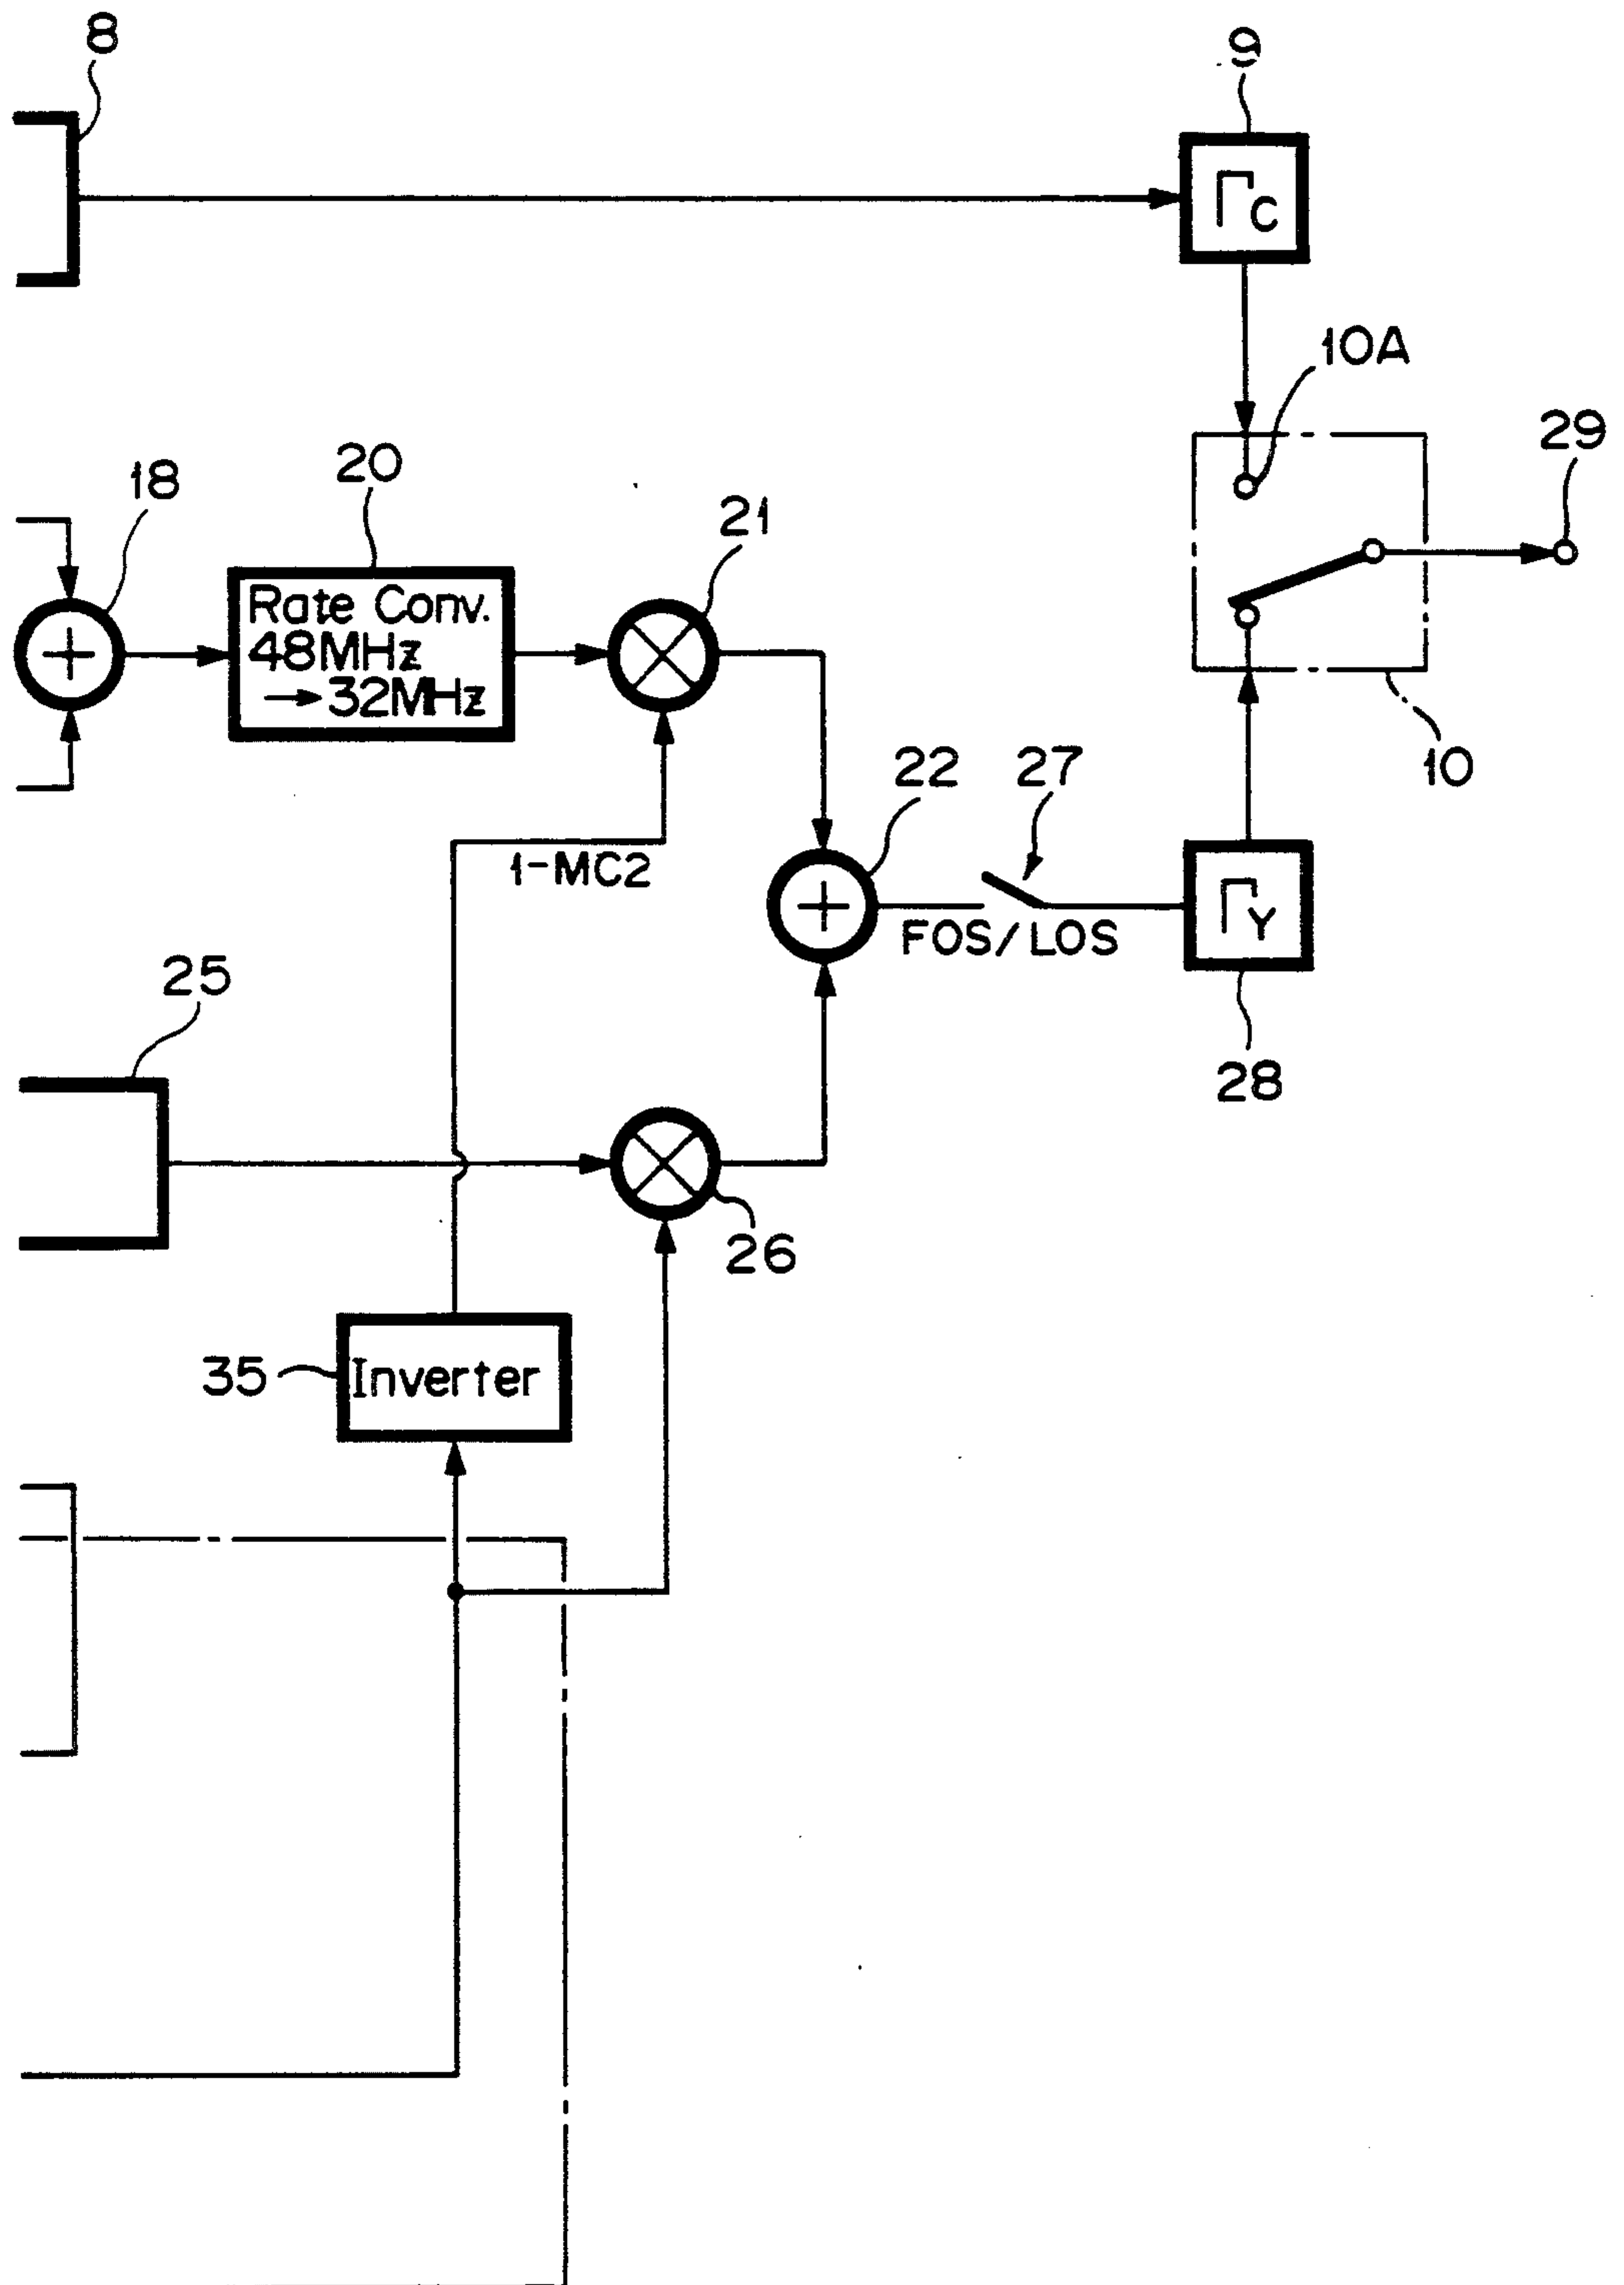 8
9
ΓC
10A
29
20
18
21
Rate Conv.
48MHz
→32MHz
10
22
27
1-MC2
FOS/LOS
ΓY
25
28
26
35
Inverter